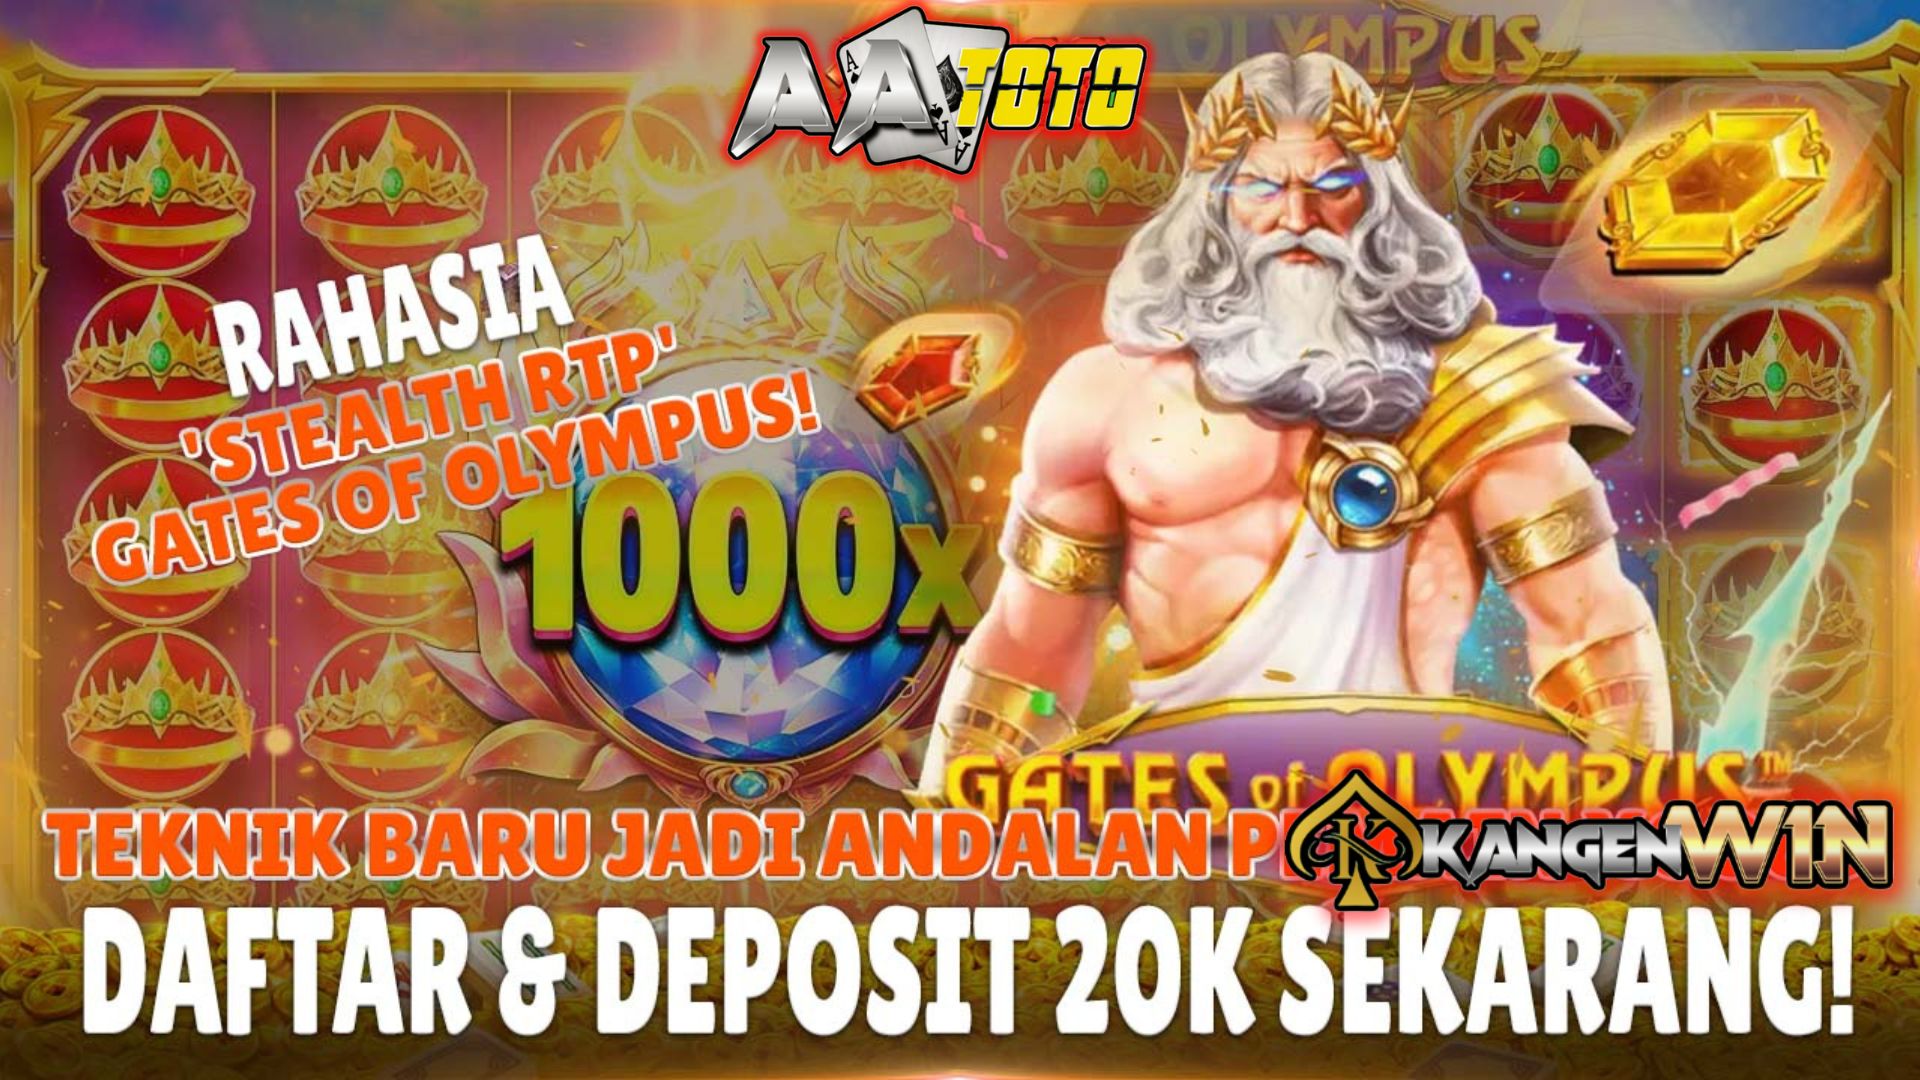 OLYMPUS
AATOTO
RAHASIA
'STEALTH RTP'
GATES OF OLYMPUS!
1000x
GATES of OLYMPUS™
TEKNIK BARU JADI ANDALAN
KANGENW1N
DAFTAR & DEPOSIT 20K SEKARANG!